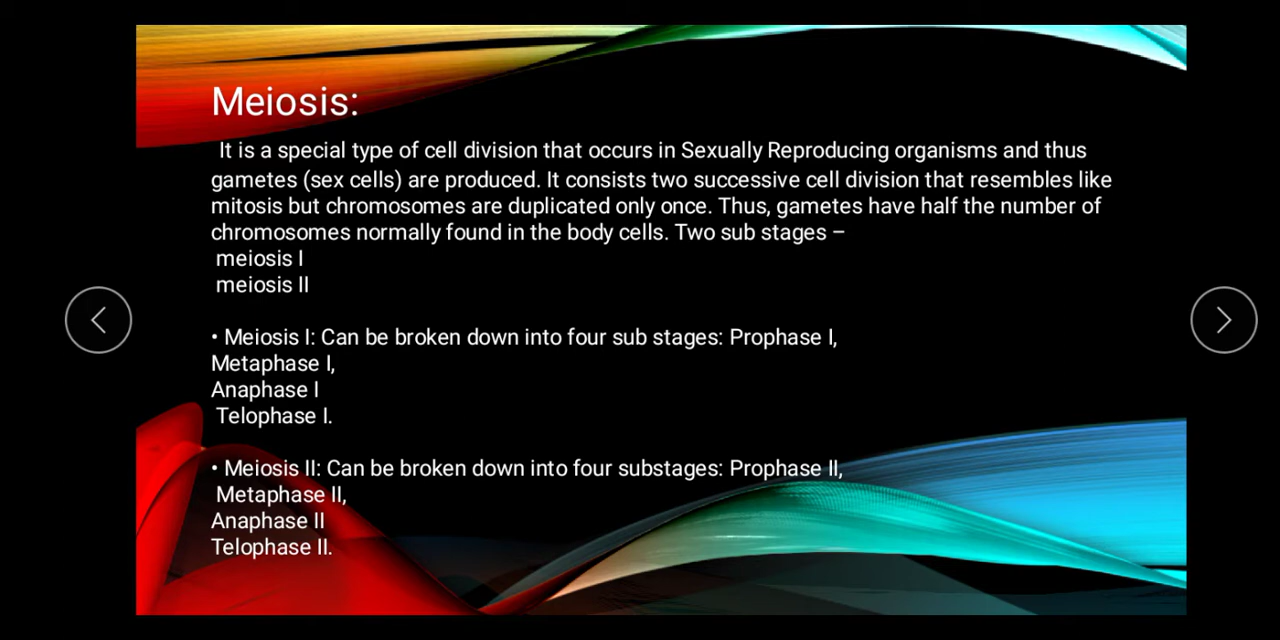 Meiosis:
It is a special type of cell division that occurs in Sexually Reproducing organisms and thus
gametes (sex cells) are produced. It consists two successive cell division that resembles like
mitosis but chromosomes are duplicated only once. Thus, gametes have half the number of
chromosomes normally found in the body cells. Two sub stages –
meiosis I
meiosis II
• Meiosis I: Can be broken down into four sub stages: Prophase I,
Metaphase I,
Anaphase I
Telophase I.
• Meiosis II: Can be broken down into four substages: Prophase II,
Metaphase II,
Anaphase II
Telophase II.